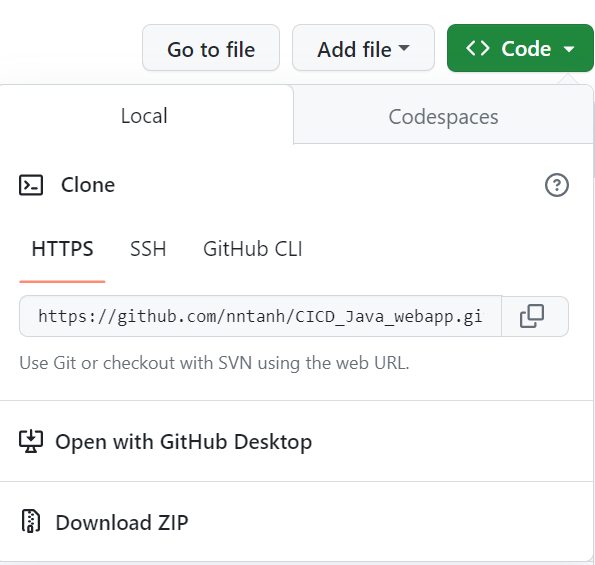 Go to file Add file <> Code
Local Codespaces
Clone
HTTPS SSH GitHub CLI
https://github.com/nntanh/CICD_Java_webapp.gi
Use Git or checkout with SVN using the web URL.
Open with GitHub Desktop
Download ZIP